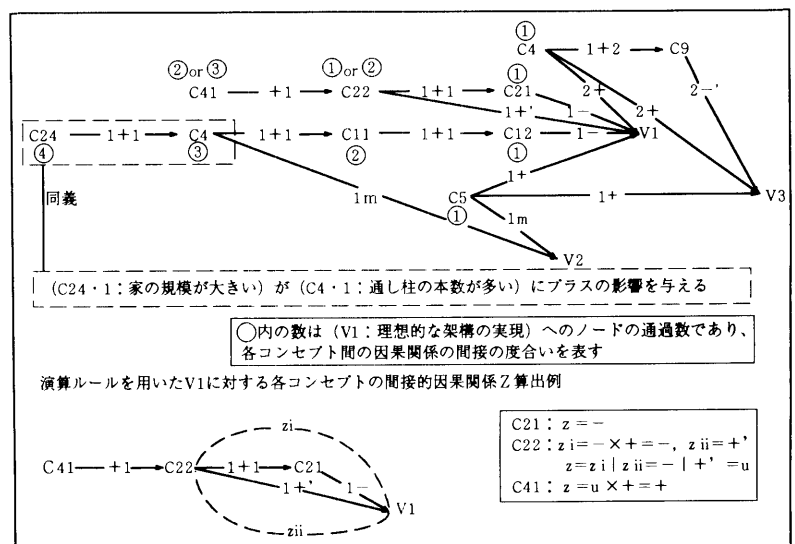 ①
C4 — 1+2 → C9
②or③ ①or② ①
C41 — +1 → C22 — 1+1 → C21 2+ 2+ 2-'
1+' 1-
C24 — 1+1 → C4 — 1+1 → C11 — 1+1 → C12 — 1- → V1
④ ③ ② ①
同義 1m C5 1+ 1+ V3
① 1m
V2
(C24・1:家の規模が大きい)が(C4・1:通し柱の本数が多い)にプラスの影響を与える
○内の数は(V1:理想的な架構の実現)へのノードの通過数であり、
各コンセプト間の因果関係の間接の度合いを表す
演算ルールを用いたV1に対する各コンセプトの間接的因果関係Z算出例
zi
C41 — +1 → C22 — 1+1 → C21
1+' 1-
V1
zii
C21:z=-
C22:zi=-×+=-, zii=+'
z=zi|zii=-|+'=u
C41:z=u×+=+